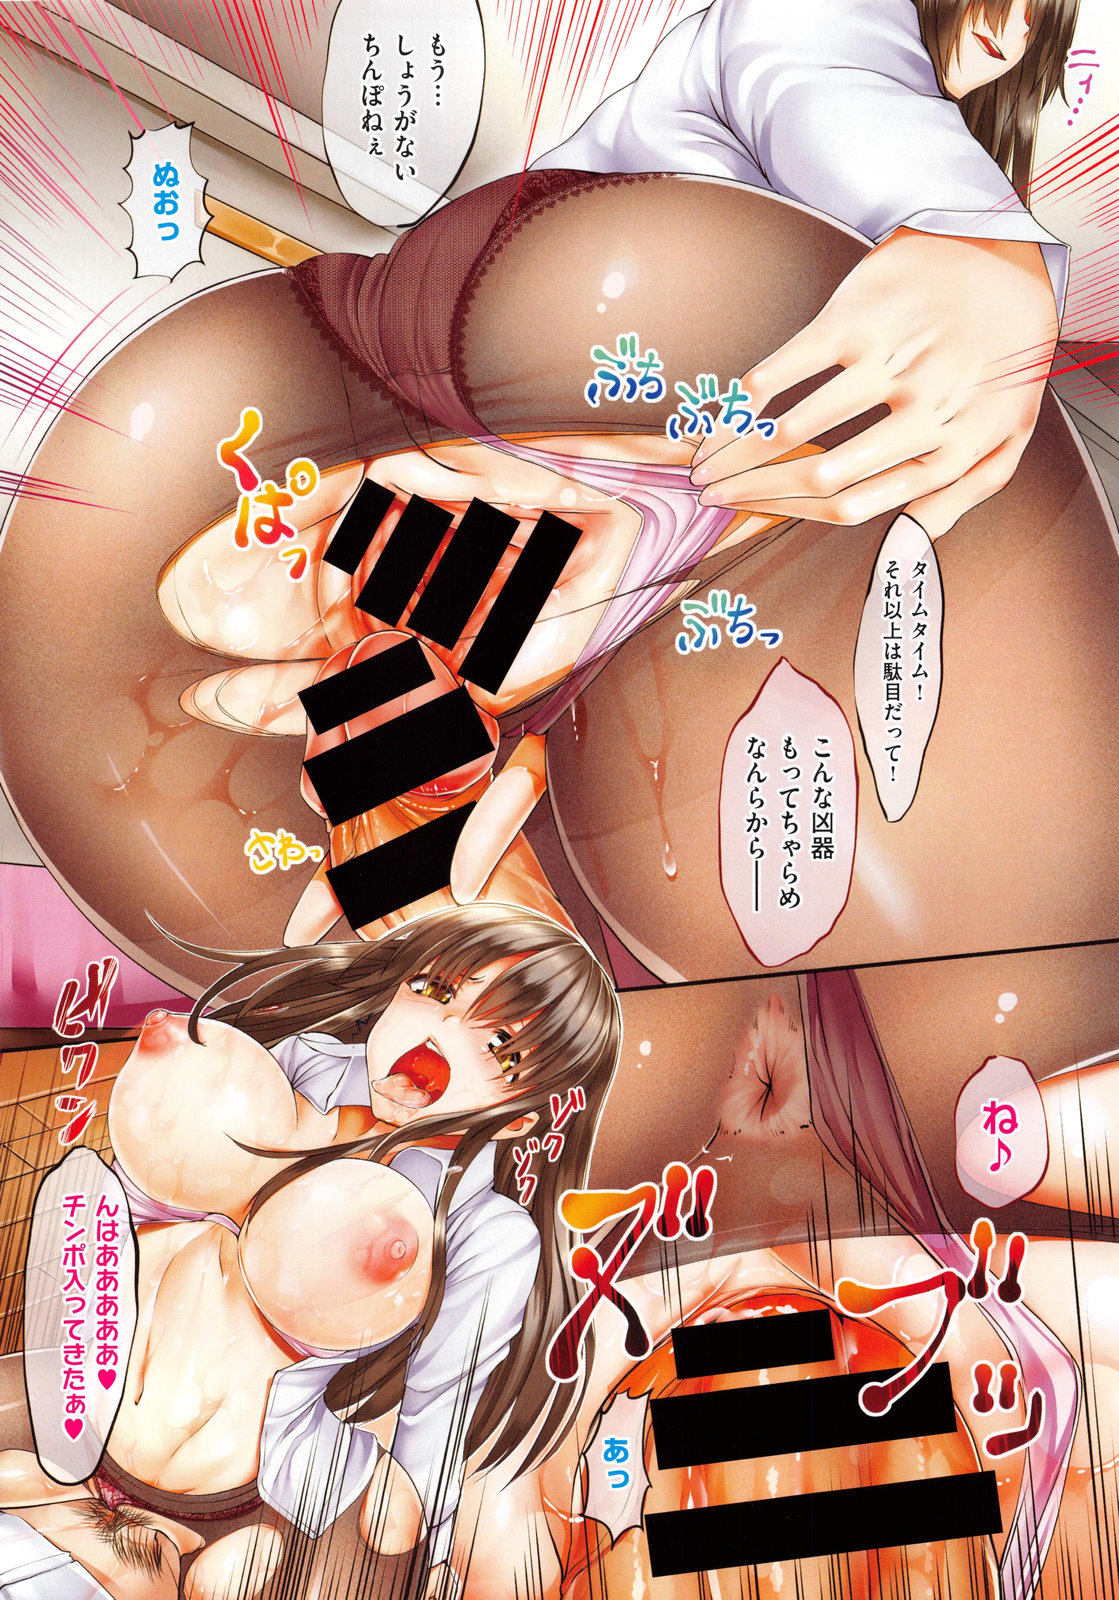 ニィ…
もう…
しょうがない
ちんぽねぇ
ぬおっ
ぶち
ぶちっ
くぱっ
ぶちっ
タイムタイム！
それ以上は駄目だって！
こんな凶器
もってちゃらめ
なんらから——
さわっ
ね♪
ビクン
ゾク
ゾク
ズブブッ
んはあああああ♥
チンポ入ってきたぁ♥
あっ